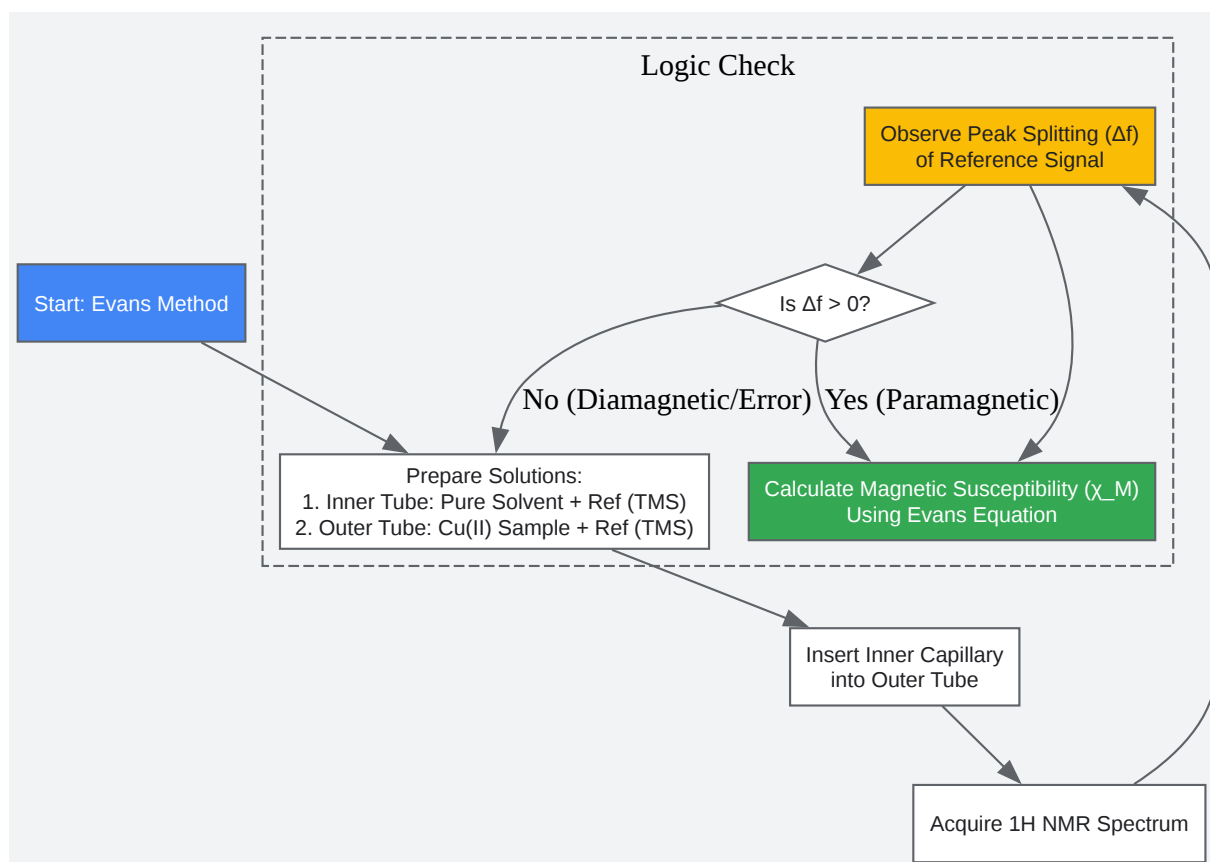 Logic Check
Observe Peak Splitting (Δf)
of Reference Signal
Start: Evans Method
Is Δf > 0?
No (Diamagnetic/Error)
Yes (Paramagnetic)
Prepare Solutions:
1. Inner Tube: Pure Solvent + Ref (TMS)
2. Outer Tube: Cu(II) Sample + Ref (TMS)
Calculate Magnetic Susceptibility (χ_M)
Using Evans Equation
Insert Inner Capillary
into Outer Tube
Acquire 1H NMR Spectrum